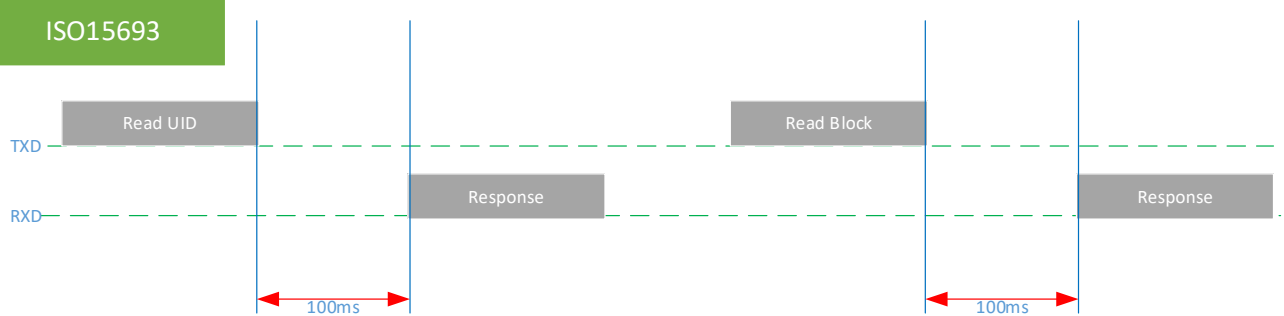 ISO15693
Read UID
Read Block
TXD
Response
Response
RXD
100ms
100ms